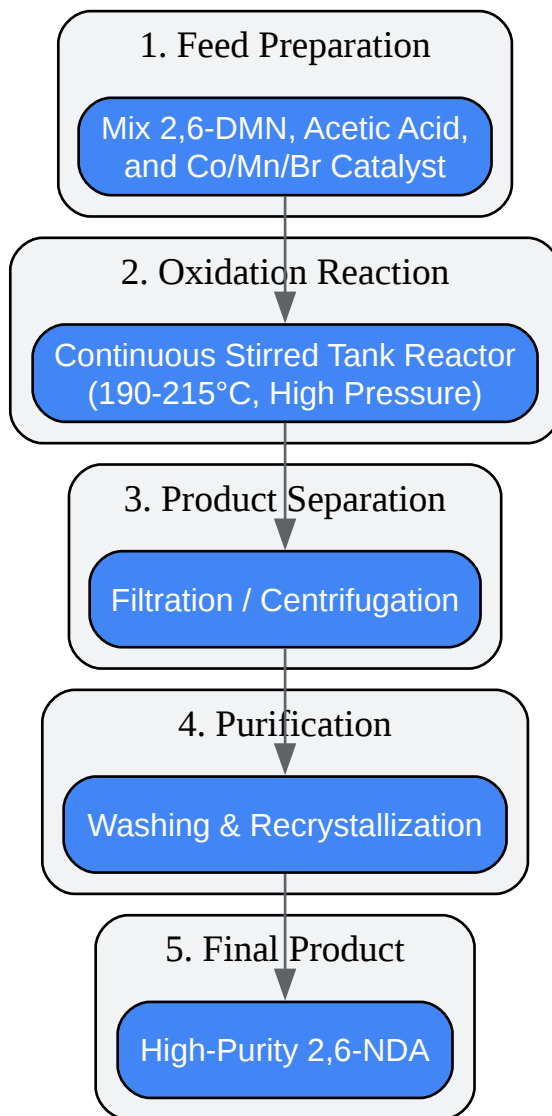 1. Feed Preparation
Mix 2,6-DMN, Acetic Acid,
and Co/Mn/Br Catalyst
2. Oxidation Reaction
Continuous Stirred Tank Reactor
(190-215°C, High Pressure)
3. Product Separation
Filtration / Centrifugation
4. Purification
Washing & Recrystallization
5. Final Product
High-Purity 2,6-NDA